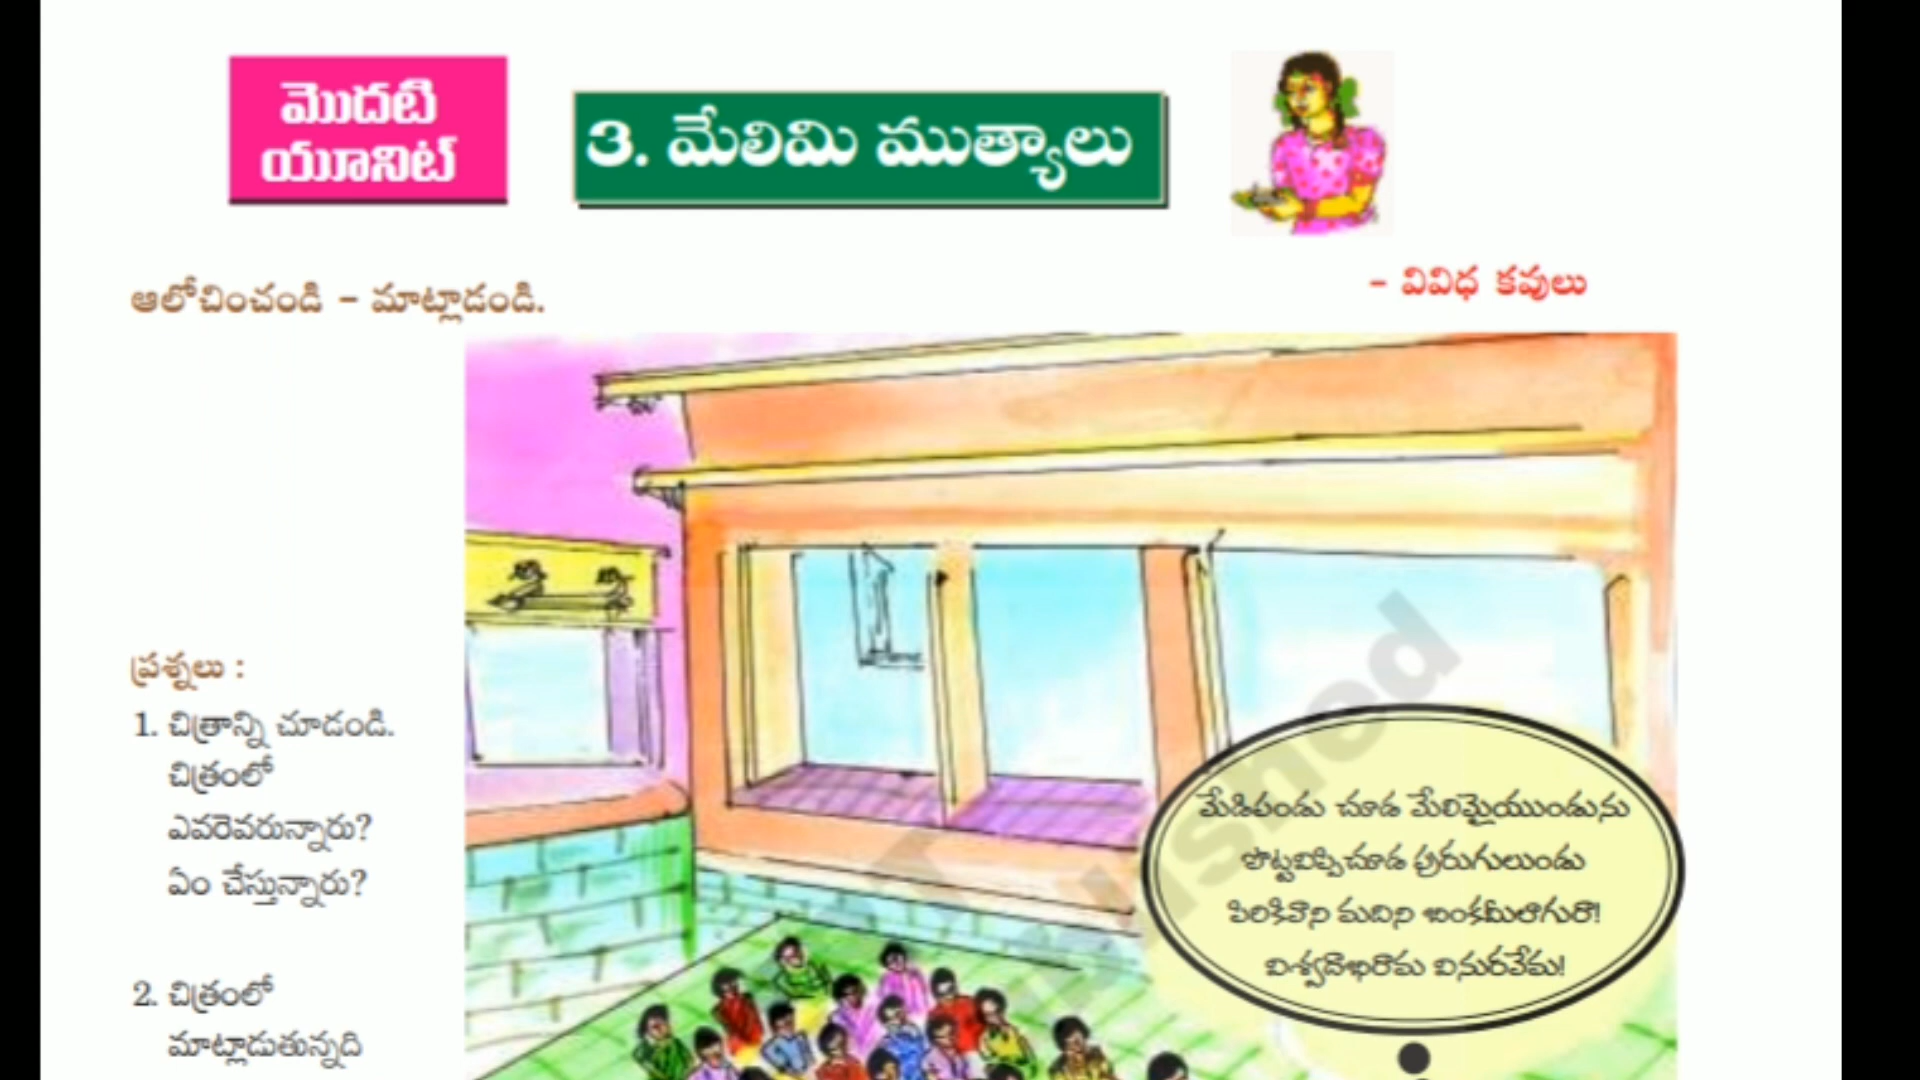 మొదటి
యూనిట్
3. మేలిమి ముత్యాలు
- వివిధ కవులు
ఆలోచించండి - మాట్లాడండి.
ప్రశ్నలు :
1. చిత్రాన్ని చూడండి.
చిత్రంలో
ఎవరెవరున్నారు?
ఏం చేస్తున్నారు?
2. చిత్రంలో
మాట్లాడుతున్నది
మేడిపండు చూడ మేలిమైయుండును
పొట్టవిప్పిచూడ పురుగులుండు
పిరికివాని మదిని బింకమీలాగురా!
విశ్వదాభిరామ వినురవేమ!